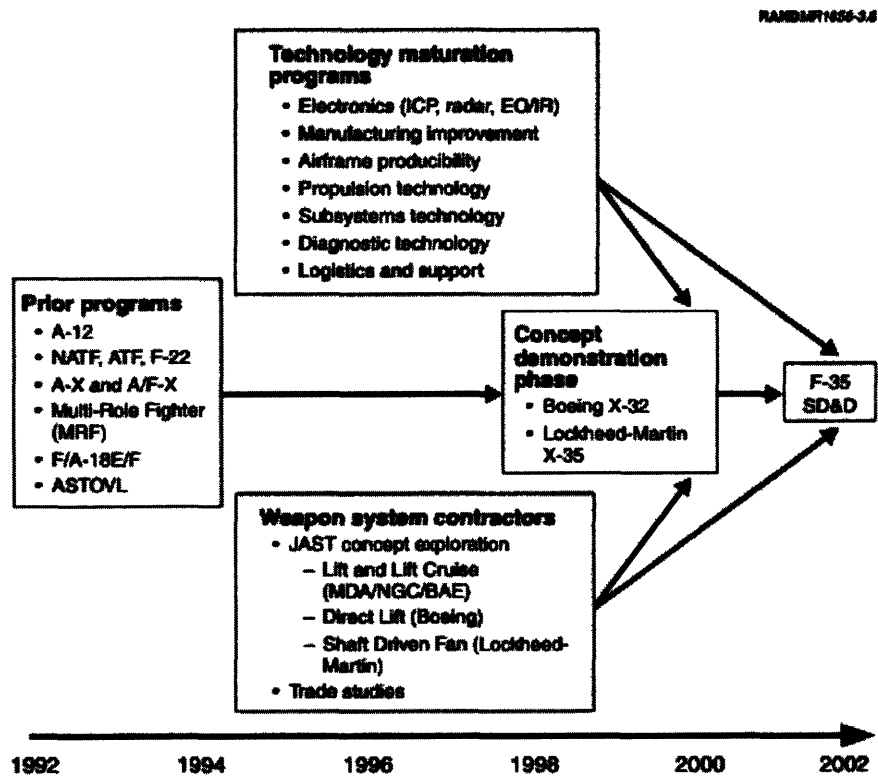 RANDMR1655-3.6
Technology maturation
programs
• Electronics (ICP, radar, EO/IR)
• Manufacturing improvement
• Airframe producibility
• Propulsion technology
• Subsystems technology
• Diagnostic technology
• Logistics and support
Prior programs
• A-12
• NATF, ATF, F-22
• A-X and A/F-X
• Multi-Role Fighter
(MRF)
• F/A-18E/F
• ASTOVL
Concept
demonstration
phase
• Boeing X-32
• Lockheed-Martin
X-35
F-35
SD&D
Weapon system contractors
• JAST concept exploration
– Lift and Lift Cruise
(MDA/NGC/BAE)
– Direct Lift (Boeing)
– Shaft Driven Fan (Lockheed-
Martin)
• Trade studies
1992 1994 1996 1998 2000 2002